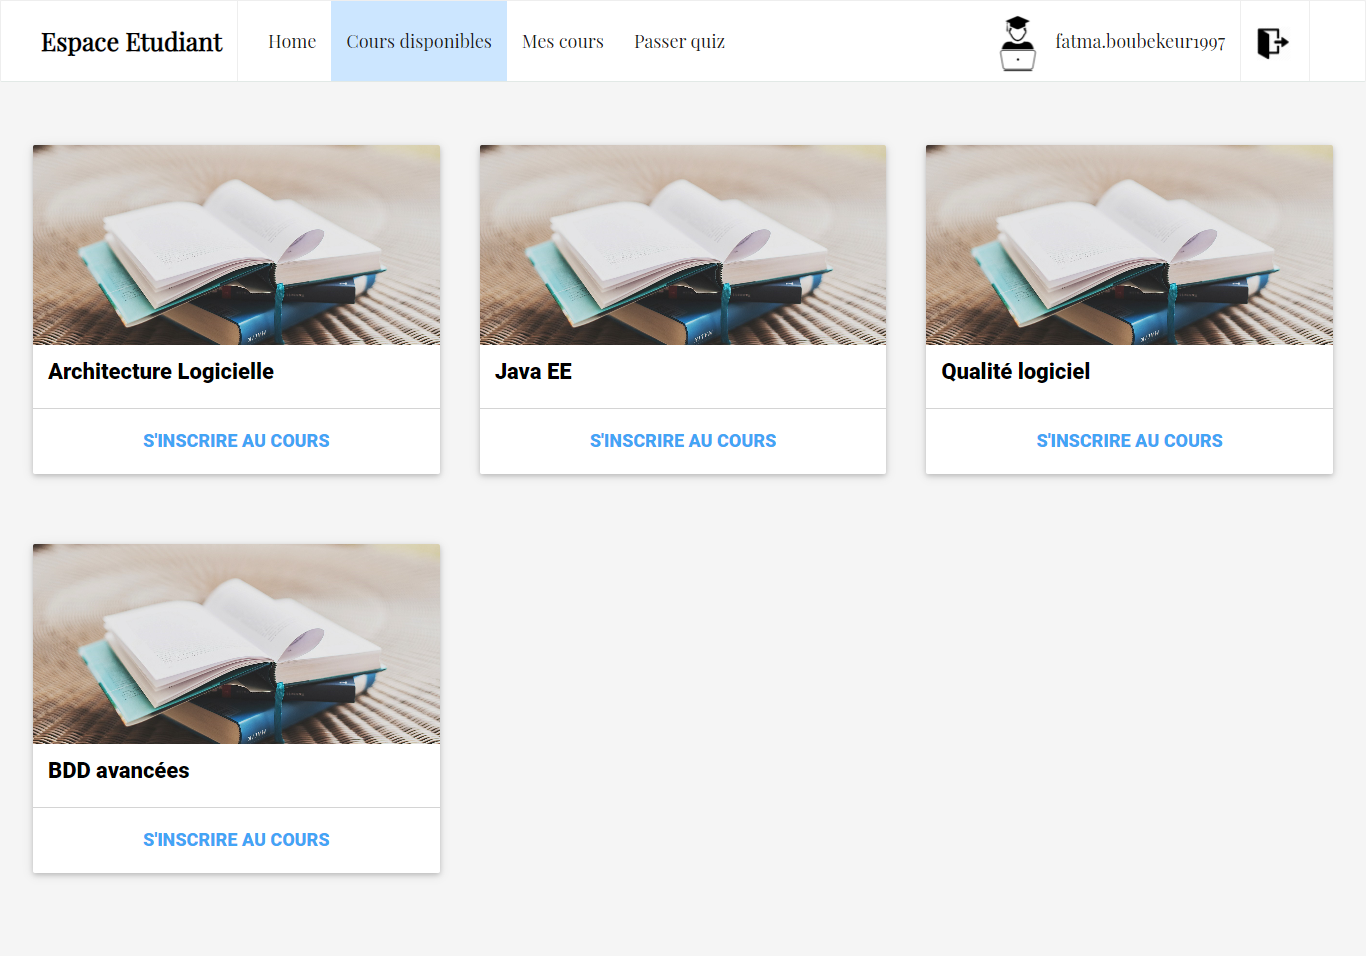 Espace Etudiant Home Cours disponibles Mes cours Passer quiz fatma.boubekeur1997
Architecture Logicielle
S'INSCRIRE AU COURS
Java EE
S'INSCRIRE AU COURS
Qualité logiciel
S'INSCRIRE AU COURS
BDD avancées
S'INSCRIRE AU COURS